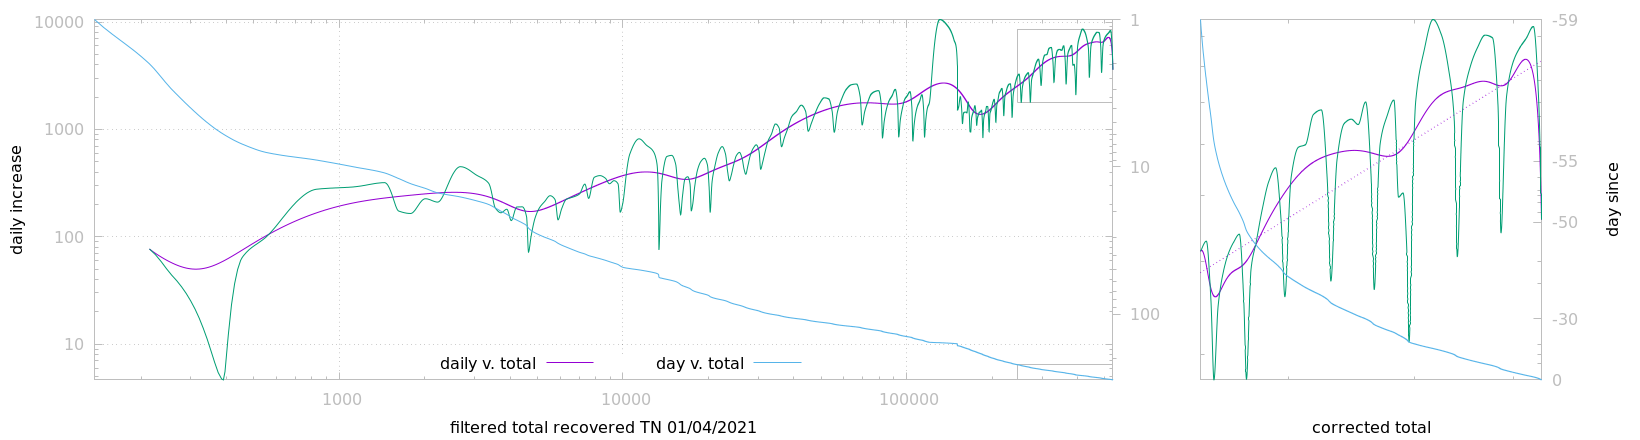 10000
1000
100
10
daily increase
1000
10000
100000
1
10
100
daily v. total
day v. total
filtered total recovered TN 01/04/2021
-59
-55
-50
-30
0
day since
corrected total